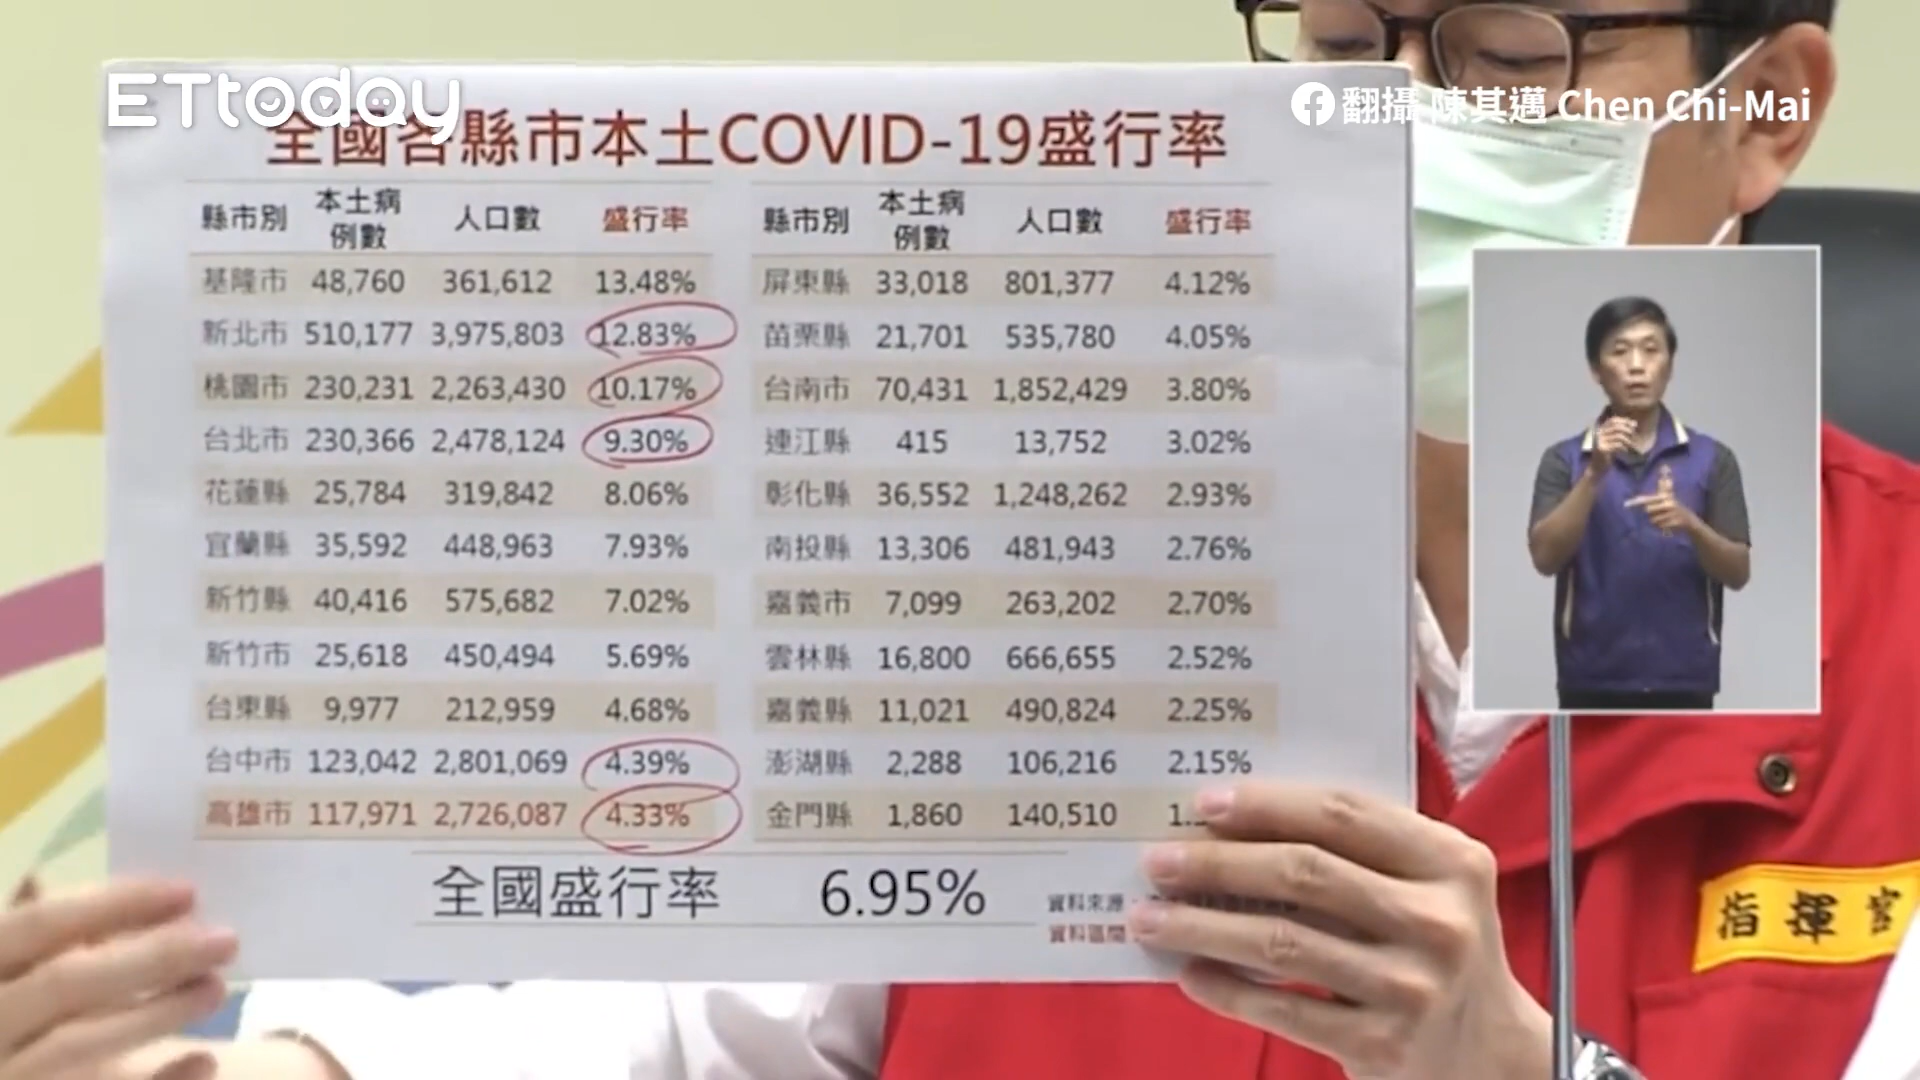 ETtoday
翻攝 陳其邁 Chen Chi-Mai
全國各縣市本土COVID-19盛行率
縣市別 本土病例數 人口數 盛行率
基隆市 48,760 361,612 13.48%
新北市 510,177 3,975,803 12.83%
桃園市 230,231 2,263,430 10.17%
台北市 230,366 2,478,124 9.30%
花蓮縣 25,784 319,842 8.06%
宜蘭縣 35,592 448,963 7.93%
新竹縣 40,416 575,682 7.02%
新竹市 25,618 450,494 5.69%
台東縣 9,977 212,959 4.68%
台中市 123,042 2,801,069 4.39%
高雄市 117,971 2,726,087 4.33%
縣市別 本土病例數 人口數 盛行率
屏東縣 33,018 801,377 4.12%
苗栗縣 21,701 535,780 4.05%
台南市 70,431 1,852,429 3.80%
連江縣 415 13,752 3.02%
彰化縣 36,552 1,248,262 2.93%
南投縣 13,306 481,943 2.76%
嘉義市 7,099 263,202 2.70%
雲林縣 16,800 666,655 2.52%
嘉義縣 11,021 490,824 2.25%
澎湖縣 2,288 106,216 2.15%
金門縣 1,860 140,510
全國盛行率 6.95%
資料來源：
資料區間：
指揮官